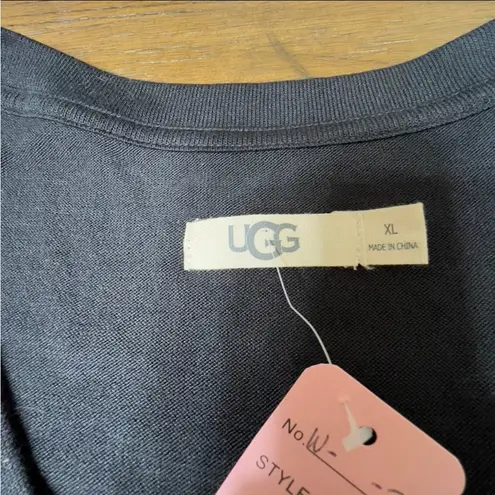 UGG
XL
MADE IN CHINA
No. W-
STYLE